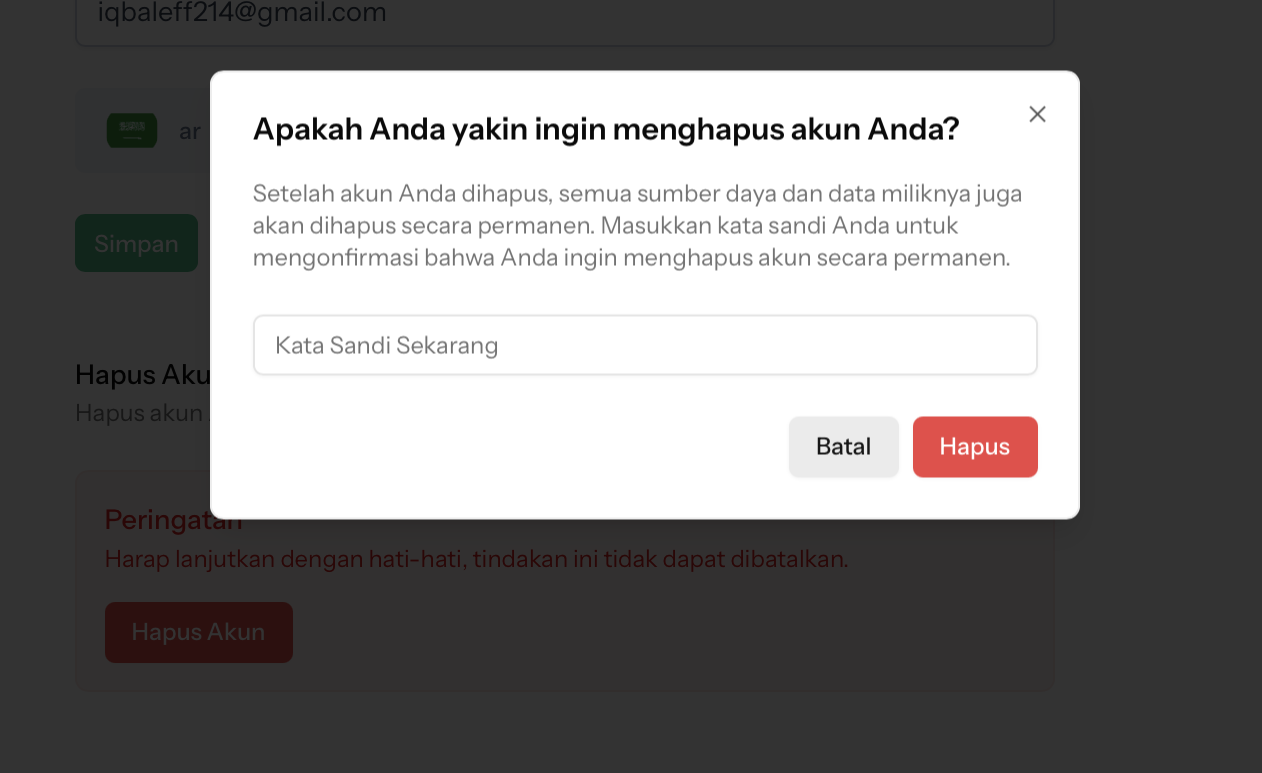 iqbaleff214@gmail.com
Apakah Anda yakin ingin menghapus akun Anda?
ar
Setelah akun Anda dihapus, semua sumber daya dan data miliknya juga
akan dihapus secara permanen. Masukkan kata sandi Anda untuk
mengonfirmasi bahwa Anda ingin menghapus akun secara permanen.
Simpan
Kata Sandi Sekarang
Hapus Aku
Hapus akun
Batal
Hapus
Peringatan
Harap lanjutkan dengan hati-hati, tindakan ini tidak dapat dibatalkan.
Hapus Akun